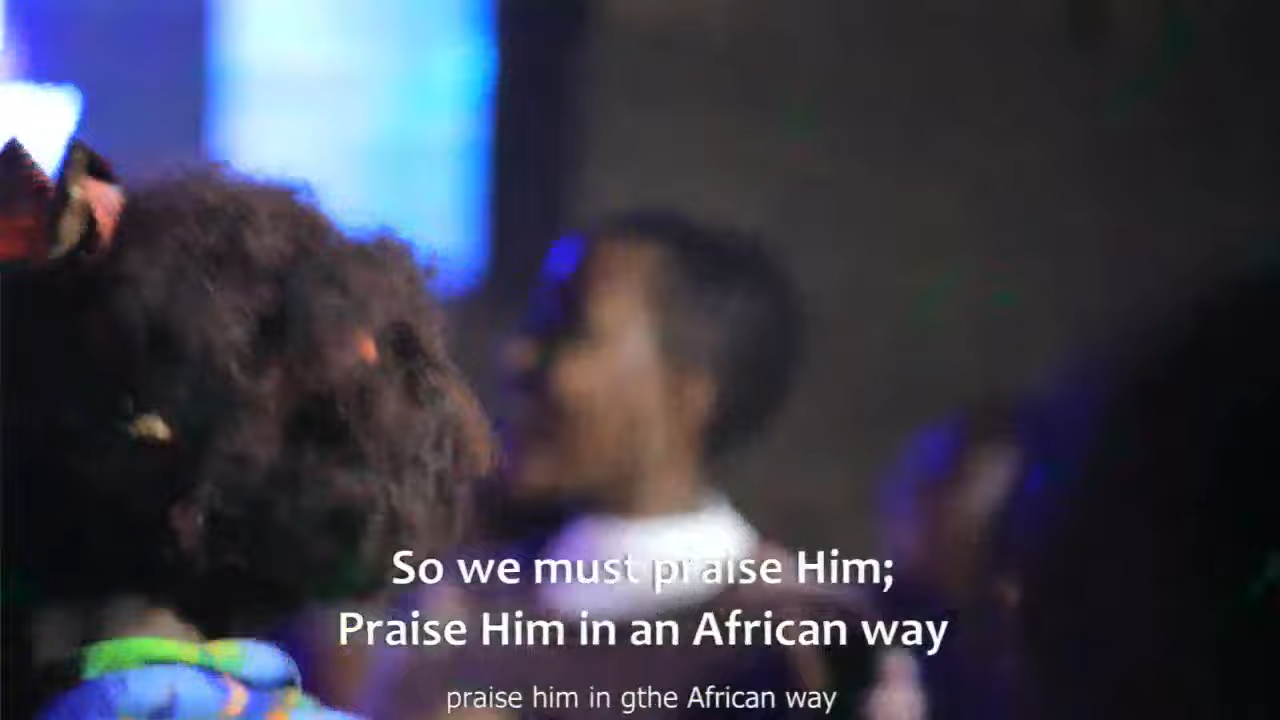 So we must praise Him;
Praise Him in an African way
praise him in gthe African way